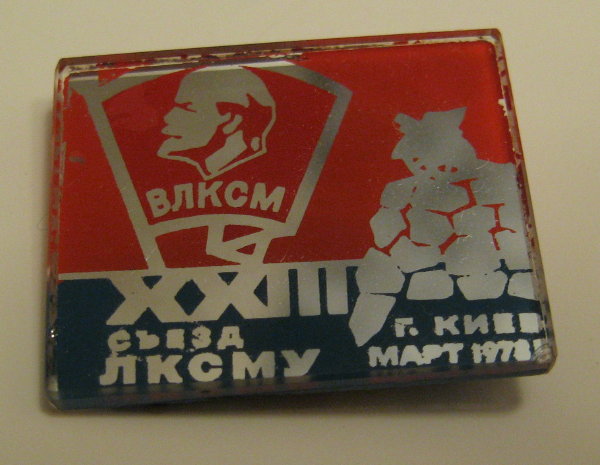 ВЛКСМ
XXIII
СЪЕЗД
ЛКСМУ
Г. КИЕВ
МАРТ 1978